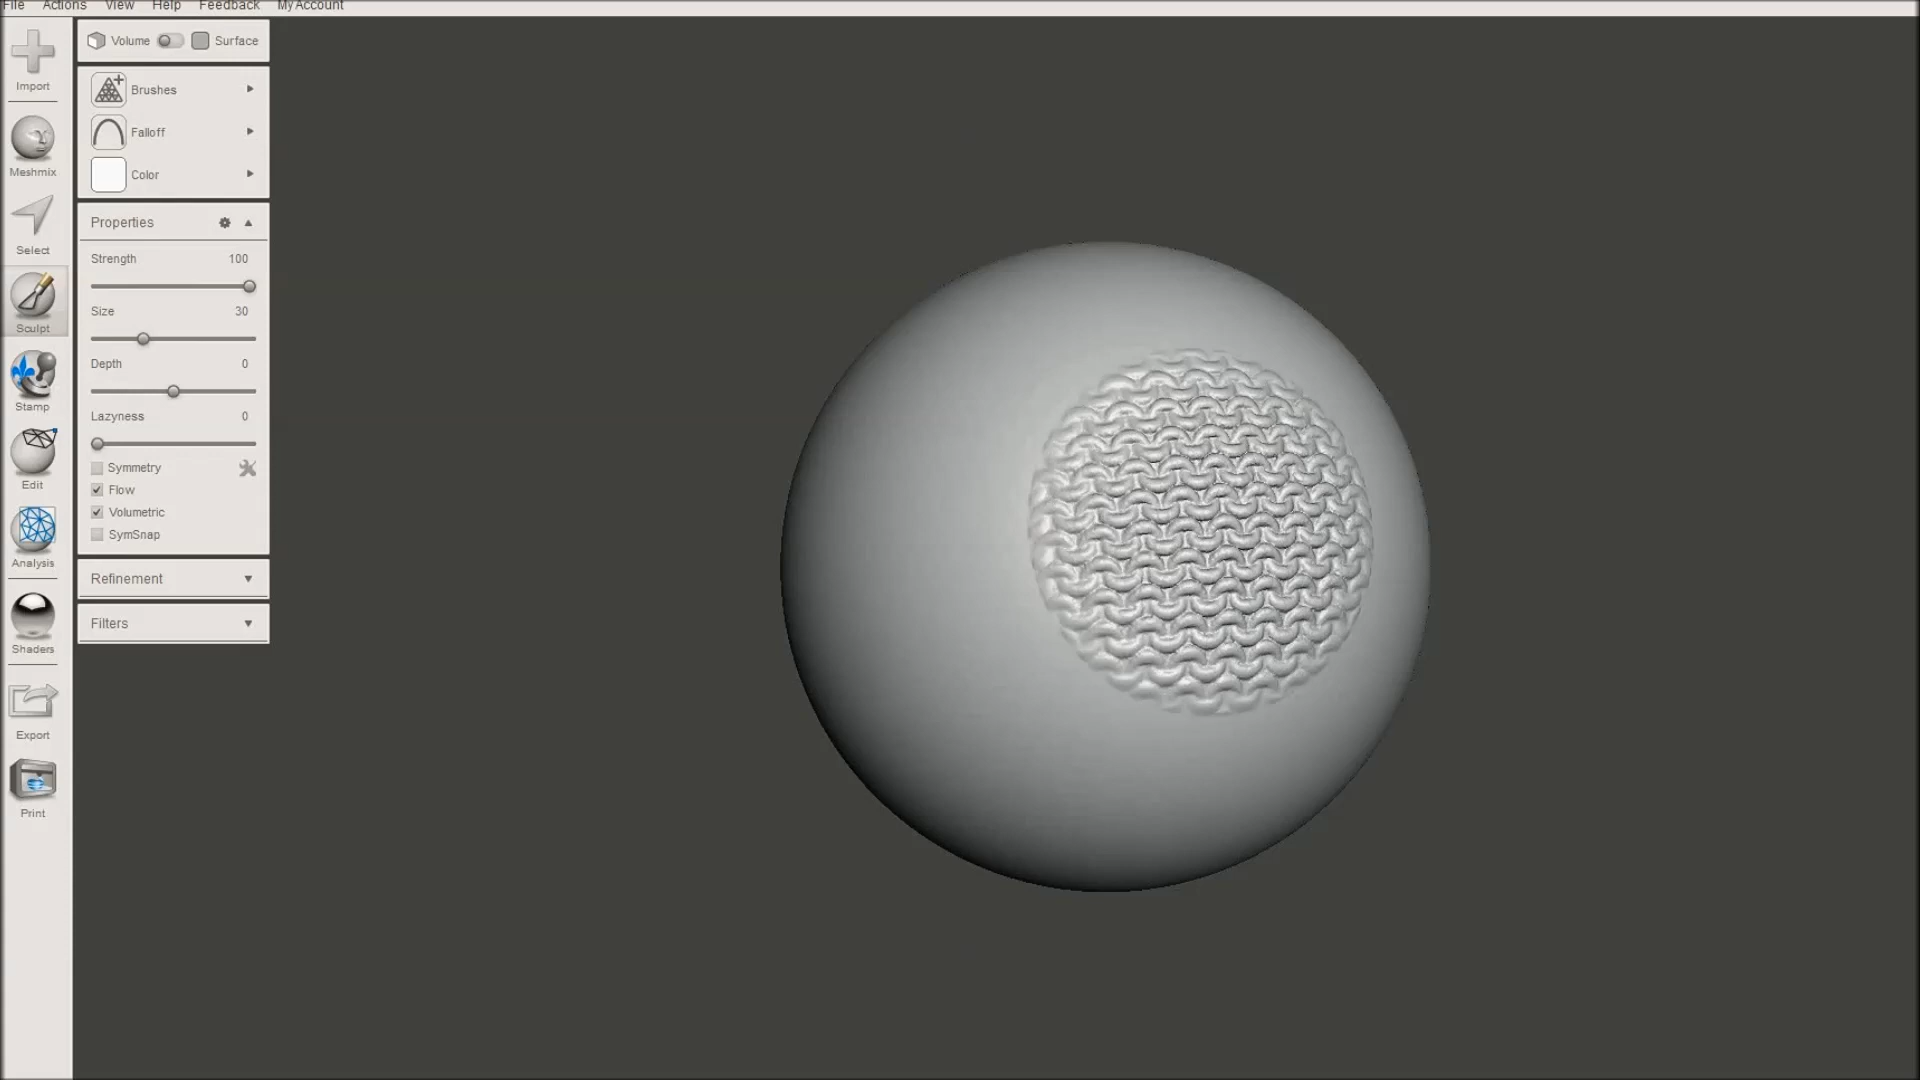 File Actions View Help Feedback My Account
Import
Meshmix
Select
Sculpt
Stamp
Edit
Analysis
Shaders
Export
Print
Volume Surface
Brushes
Falloff
Color
Properties
Strength 100
Size 30
Depth 0
Lazyness 0
Symmetry
Flow
Volumetric
SymSnap
Refinement
Filters